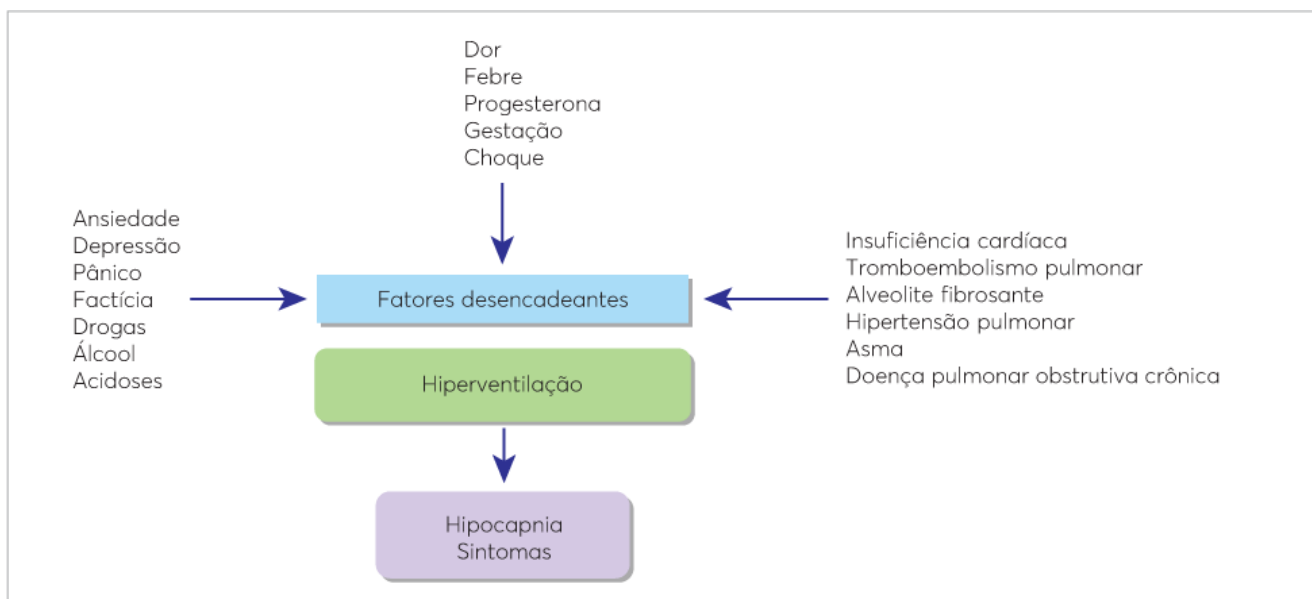 Dor
Febre
Progesterona
Gestação
Choque
Ansiedade
Depressão
Pânico
Factícia
Drogas
Álcool
Acidoses
Fatores desencadeantes
Insuficiência cardíaca
Tromboembolismo pulmonar
Alveolite fibrosante
Hipertensão pulmonar
Asma
Doença pulmonar obstrutiva crônica
Hiperventilação
Hipocapnia
Sintomas